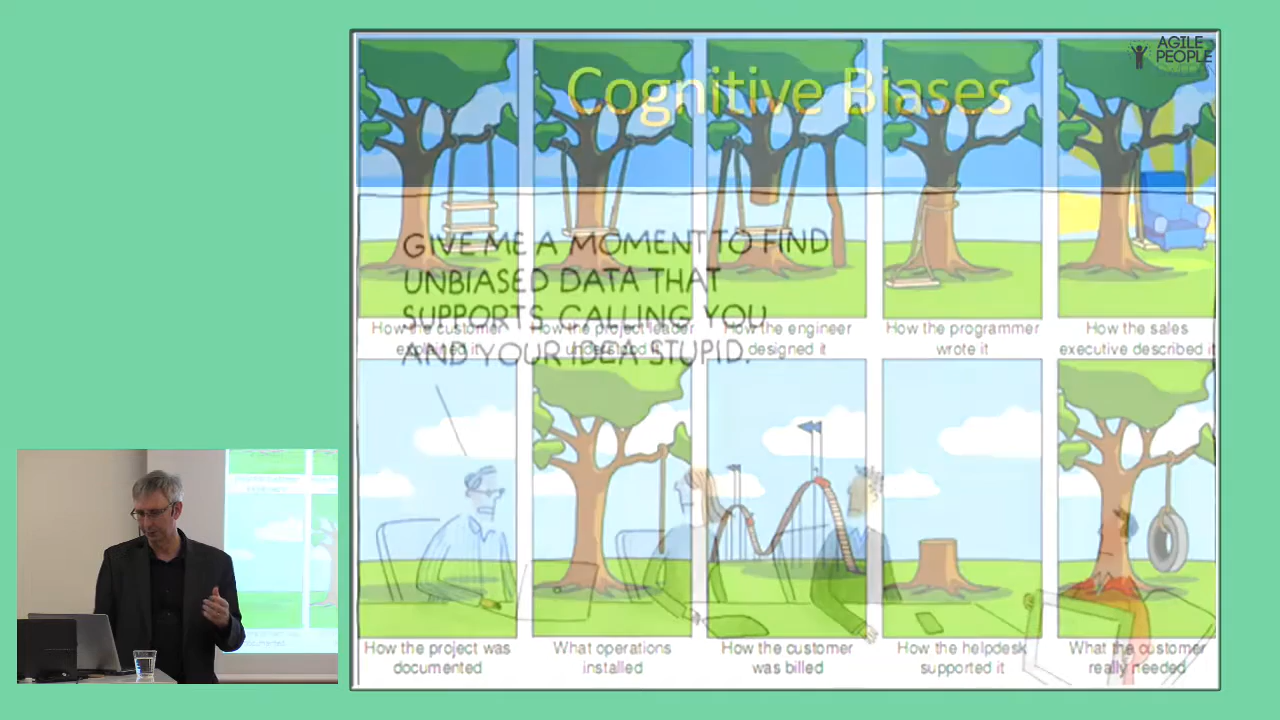 AGILE
PEOPLE
Cognitive Biases
GIVE ME A MOMENT TO FIND
UNBIASED DATA THAT
SUPPORTS CALLING YOU
AND YOUR IDEA STUPID.
How the customer
explained it
How the project leader
understood it
How the engineer
designed it
How the programmer
wrote it
How the sales
executive described it
How the project was
documented
What operations
installed
How the customer
was billed
How the helpdesk
supported it
What the customer
really needed